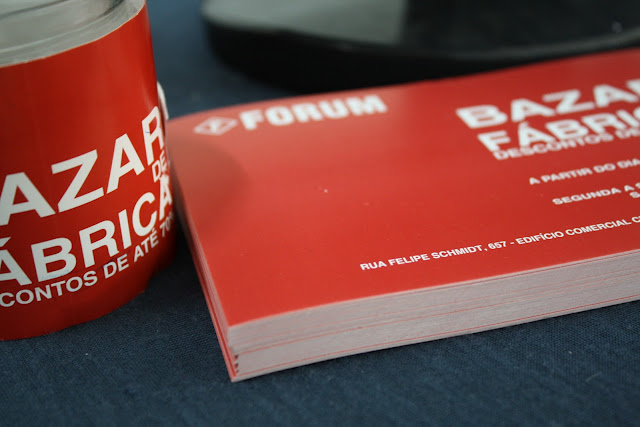 BAZAR
DE
FÁBRICA
DESCONTOS DE ATÉ
FORUM
BAZAR
FÁBRICA
DESCONTOS DE
A PARTIR DO DIA
SEGUNDA A
RUA FELIPE SCHMIDT, 657 - EDIFÍCIO COMERCIAL